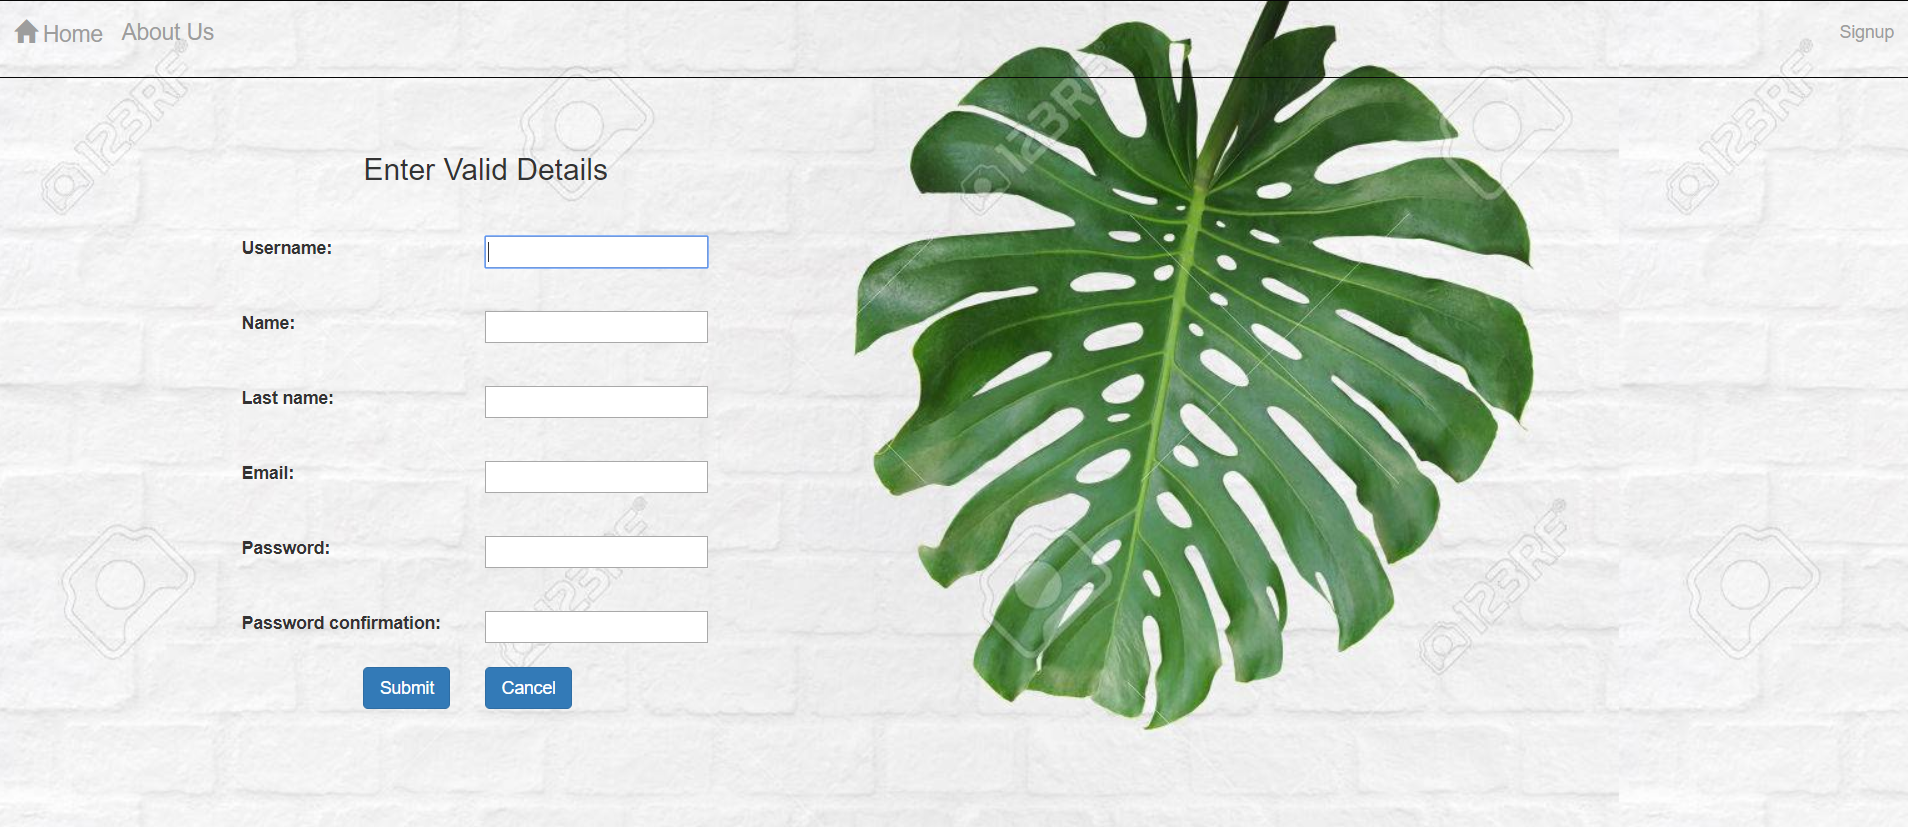 Home About Us Signup
Enter Valid Details
Username:
Name:
Last name:
Email:
Password:
Password confirmation:
Submit Cancel
123RF®
123RF
123RF®
123RF®
123RF®